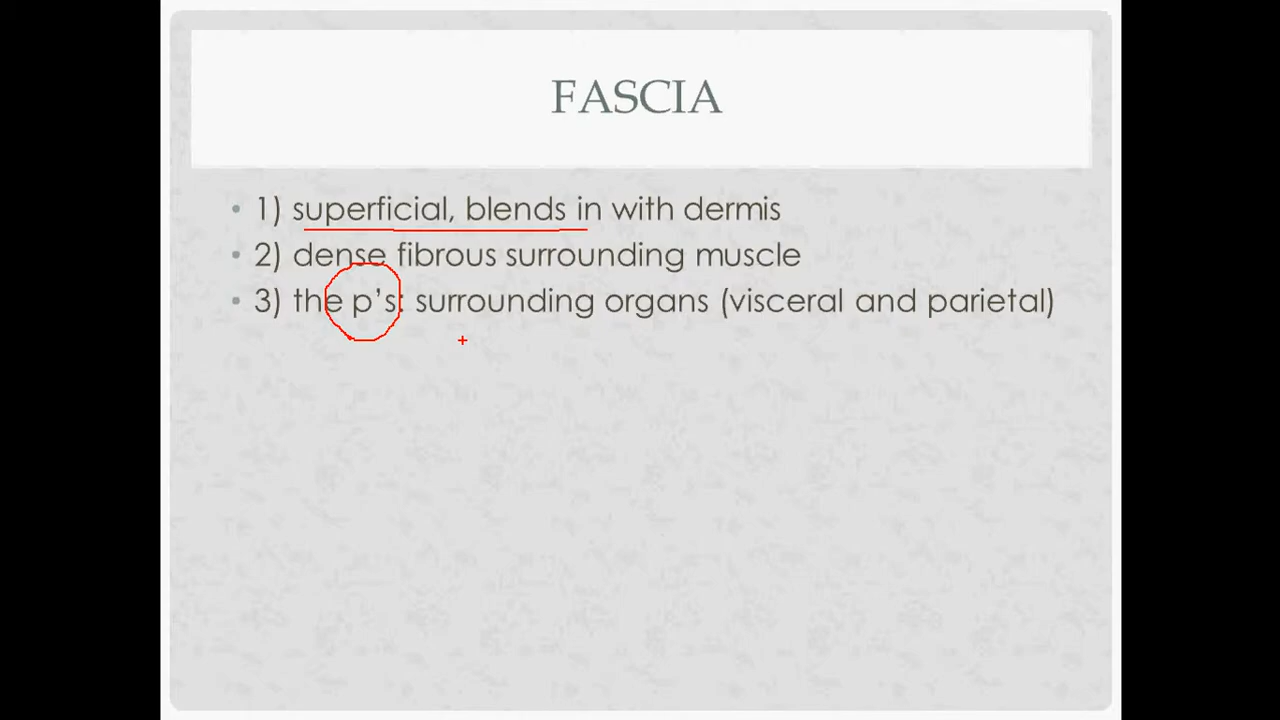 FASCIA
• 1) superficial, blends in with dermis
• 2) dense fibrous surrounding muscle
• 3) the p's: surrounding organs (visceral and parietal)